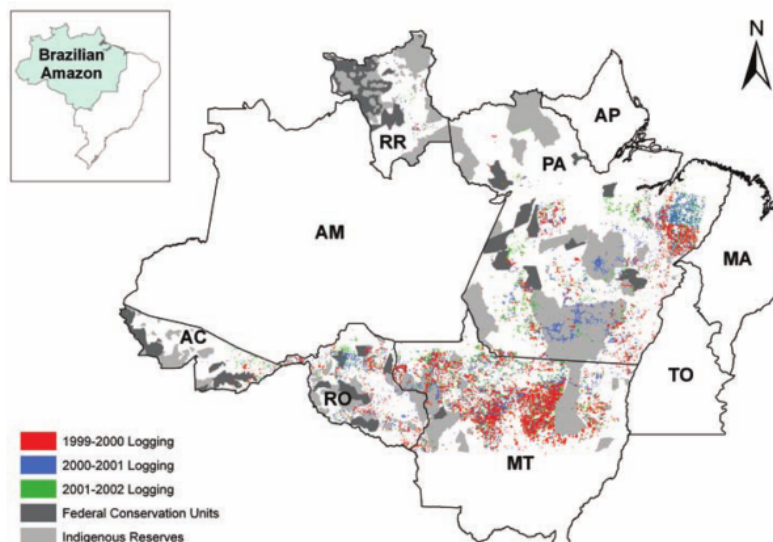 Brazilian
Amazon
N
AP
RR
PA
AM
MA
AC
TO
RO
MT
1999-2000 Logging
2000-2001 Logging
2001-2002 Logging
Federal Conservation Units
Indigenous Reserves